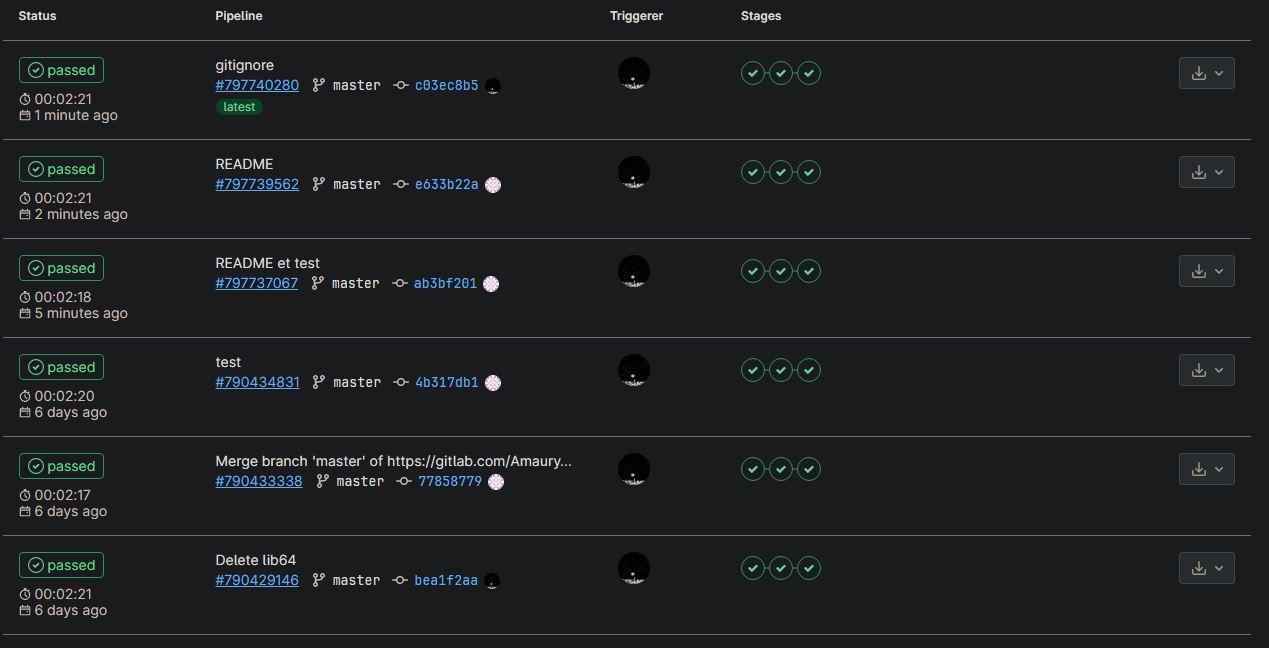 Status Pipeline Triggerer Stages
passed gitignore
#797740280 master c03ec8b5
00:02:21
1 minute ago latest
passed README
#797739562 master e633b22a
00:02:21
2 minutes ago
passed README et test
#797737067 master ab3bf201
00:02:18
5 minutes ago
passed test
#790434831 master 4b317db1
00:02:20
6 days ago
passed Merge branch 'master' of https://gitlab.com/Amaury...
#790433338 master 77858779
00:02:17
6 days ago
passed Delete lib64
#790429146 master bea1f2aa
00:02:21
6 days ago